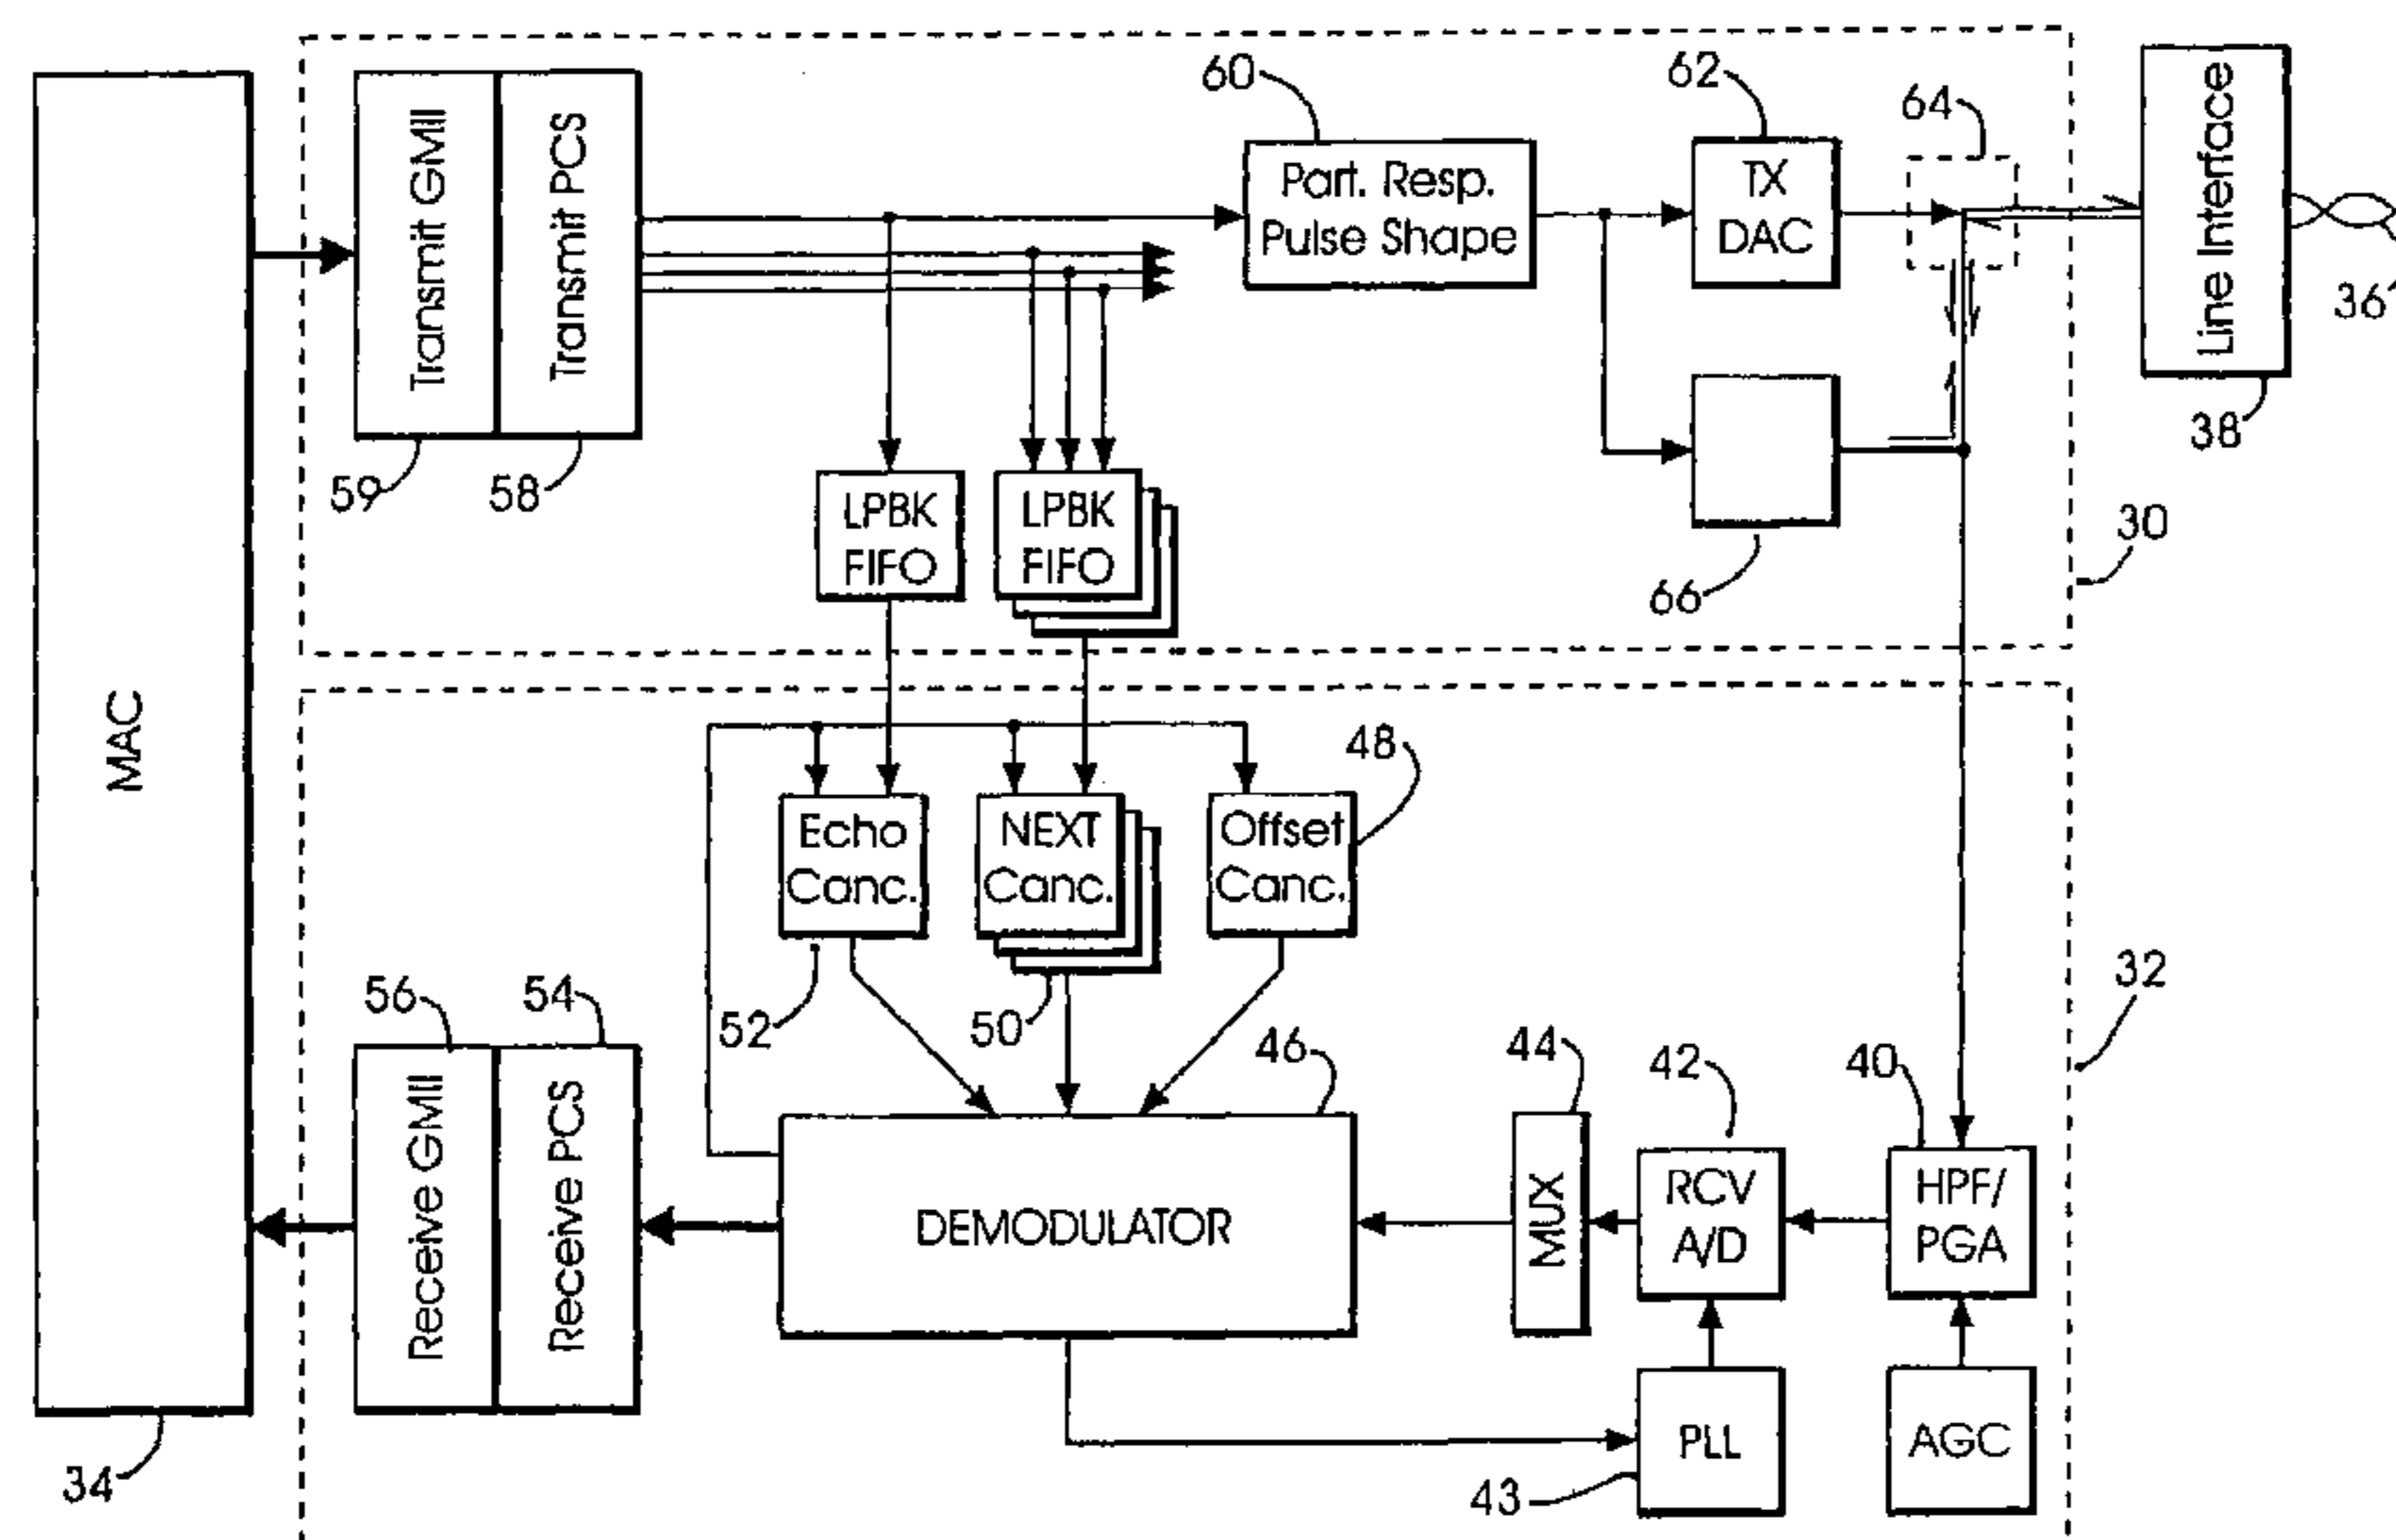 60
62
64
Transmit GMII
Transmit PCS
Part. Resp.
Pulse Shape
TX
DAC
Line Interface
36
38
59
58
LPBK
FIFO
LPBK
FIFO
66
30
MAC
48
Echo
Canc.
NEXT
Canc.
Offset
Canc.
52
50
46
44
42
40
32
56
54
Receive GMII
Receive PCS
DEMODULATOR
MUX
RCV
A/D
HPF/
PGA
PLL
AGC
43
34